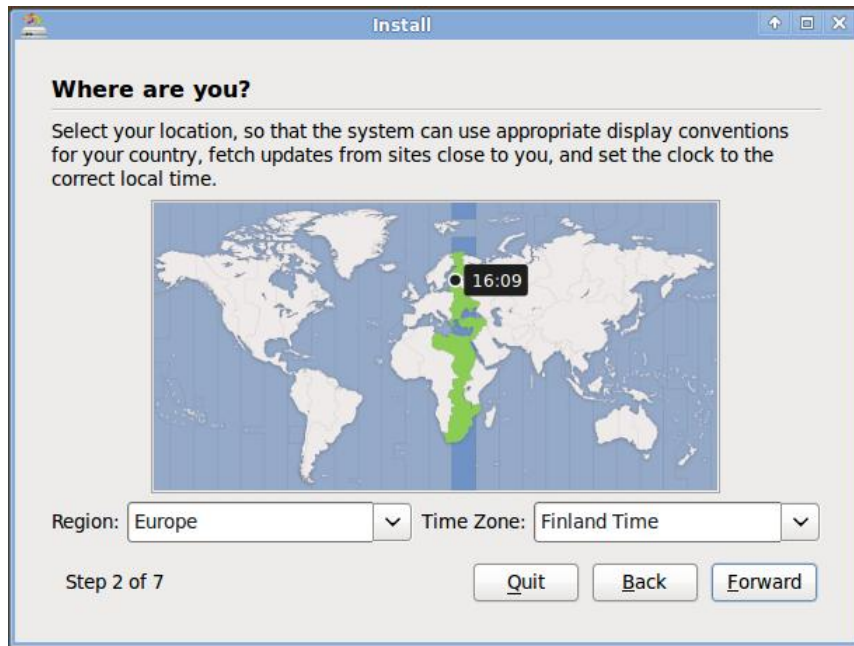 Install
Where are you?
Select your location, so that the system can use appropriate display conventions
for your country, fetch updates from sites close to you, and set the clock to the
correct local time.
16:09
Region: Europe Time Zone: Finland Time
Step 2 of 7 Quit Back Forward